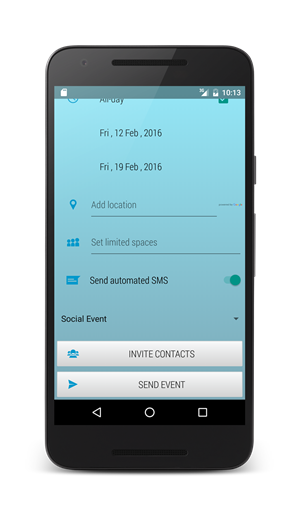 10:13
All-day
Fri , 12 Feb , 2016
Fri , 19 Feb , 2016
Add location
Set limited spaces
Send automated SMS
Social Event
INVITE CONTACTS
SEND EVENT